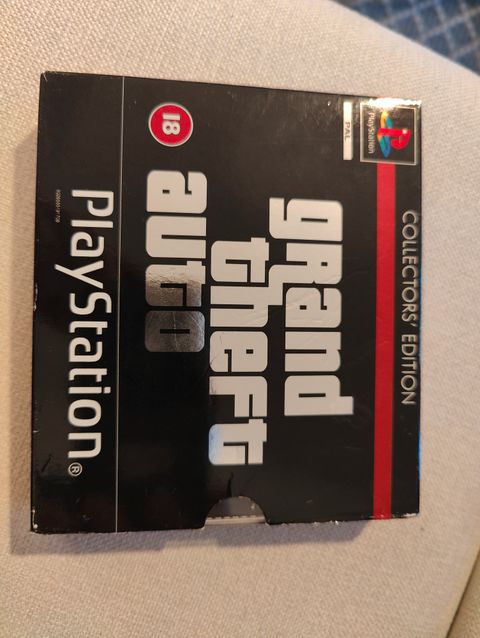 COLLECTORS' EDITION
PlayStation
PAL
grand
theft
auto
18
PlayStation®